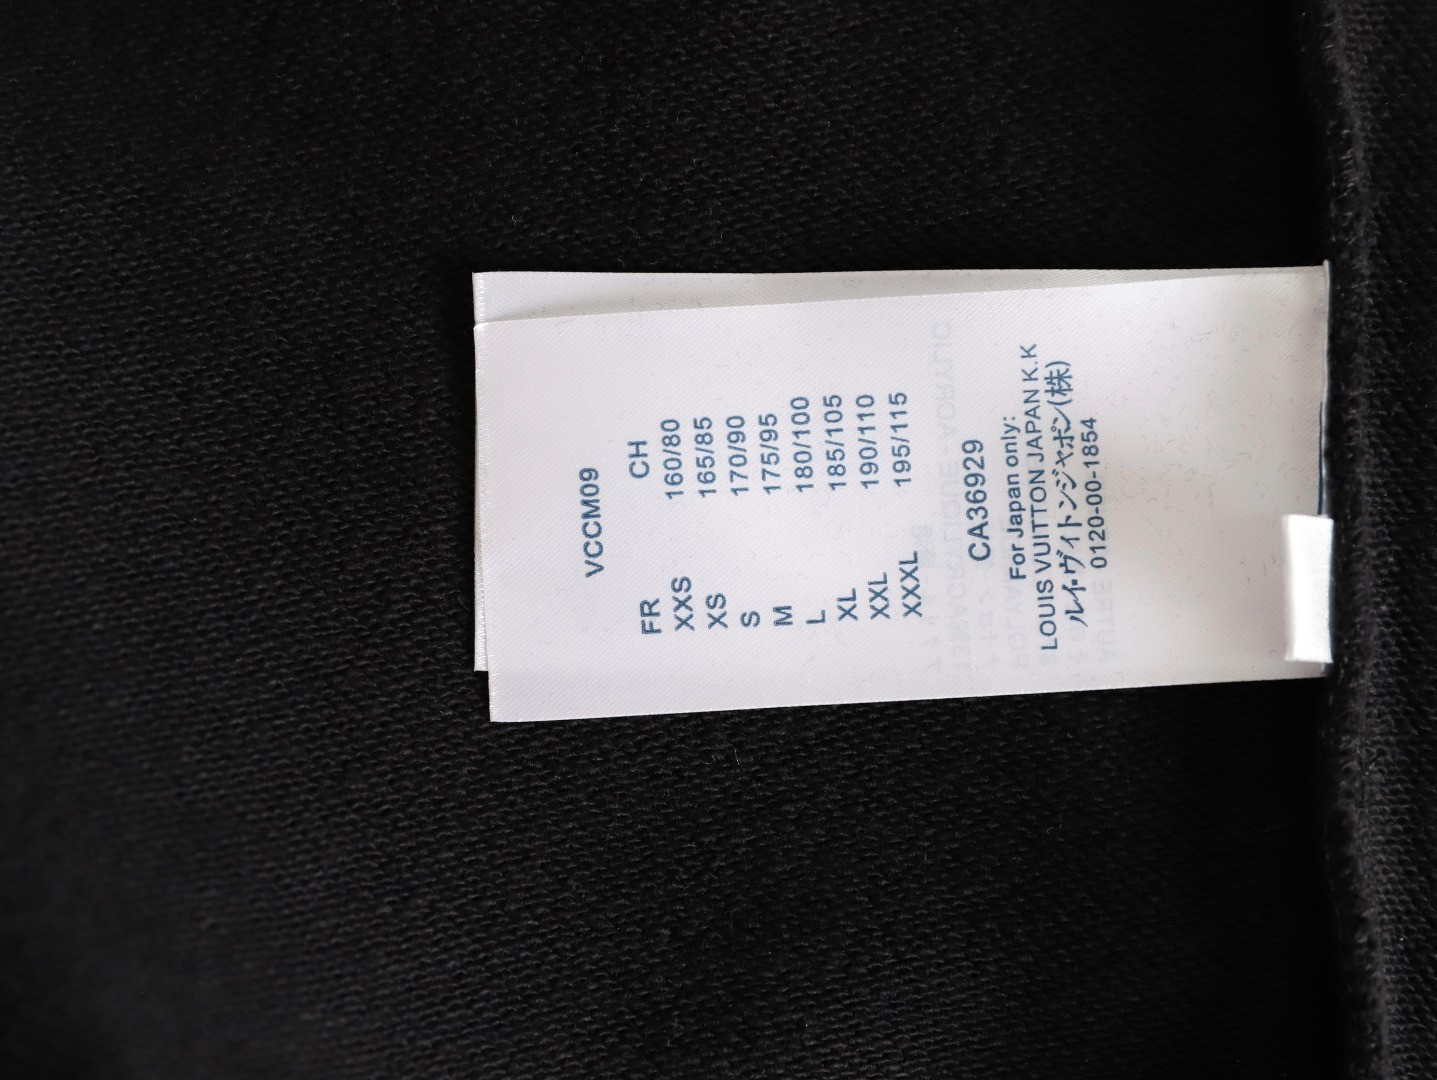 VCCM09
FR CH
XXS 160/80
XS 165/85
S 170/90
M 175/95
L 180/100
XL 185/105
XXL 190/110
XXXL 195/115
CA36929
For Japan only:
LOUIS VUITTON JAPAN K.K
ルイ・ヴィトンジャポン(株)
0120-00-1854